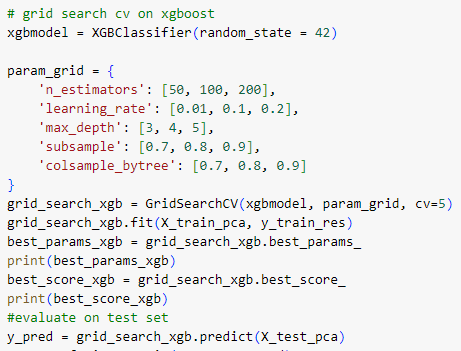 # grid search cv on xgboost
xgbmodel = XGBClassifier(random_state = 42)

param_grid = {
    'n_estimators': [50, 100, 200],
    'learning_rate': [0.01, 0.1, 0.2],
    'max_depth': [3, 4, 5],
    'subsample': [0.7, 0.8, 0.9],
    'colsample_bytree': [0.7, 0.8, 0.9]
}
grid_search_xgb = GridSearchCV(xgbmodel, param_grid, cv=5)
grid_search_xgb.fit(X_train_pca, y_train_res)
best_params_xgb = grid_search_xgb.best_params_
print(best_params_xgb)
best_score_xgb = grid_search_xgb.best_score_
print(best_score_xgb)
#evaluate on test set
y_pred = grid_search_xgb.predict(X_test_pca)